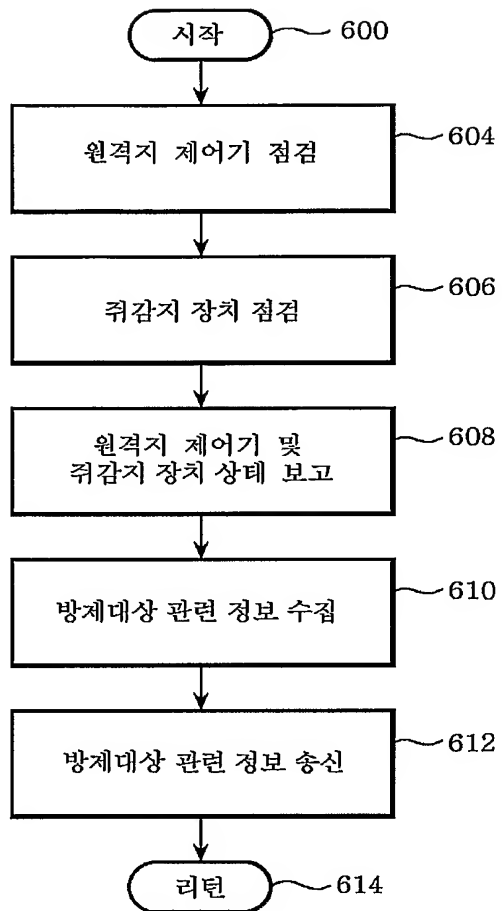 시작
600
원격지 제어기 점검
604
쥐감지 장치 점검
606
원격지 제어기 및
쥐감지 장치 상태 보고
608
방제대상 관련 정보 수집
610
방제대상 관련 정보 송신
612
리턴
614